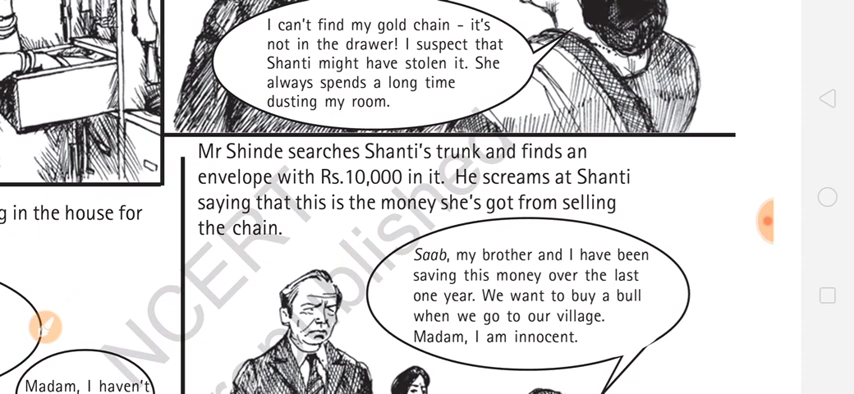 I can't find my gold chain - it's
not in the drawer! I suspect that
Shanti might have stolen it. She
always spends a long time
dusting my room.
Mr Shinde searches Shanti's trunk and finds an
envelope with Rs.10,000 in it. He screams at Shanti
saying that this is the money she's got from selling
the chain.
g in the house for
Saab, my brother and I have been
saving this money over the last
one year. We want to buy a bull
when we go to our village.
Madam, I am innocent.
Madam, I haven't
NCERT
published